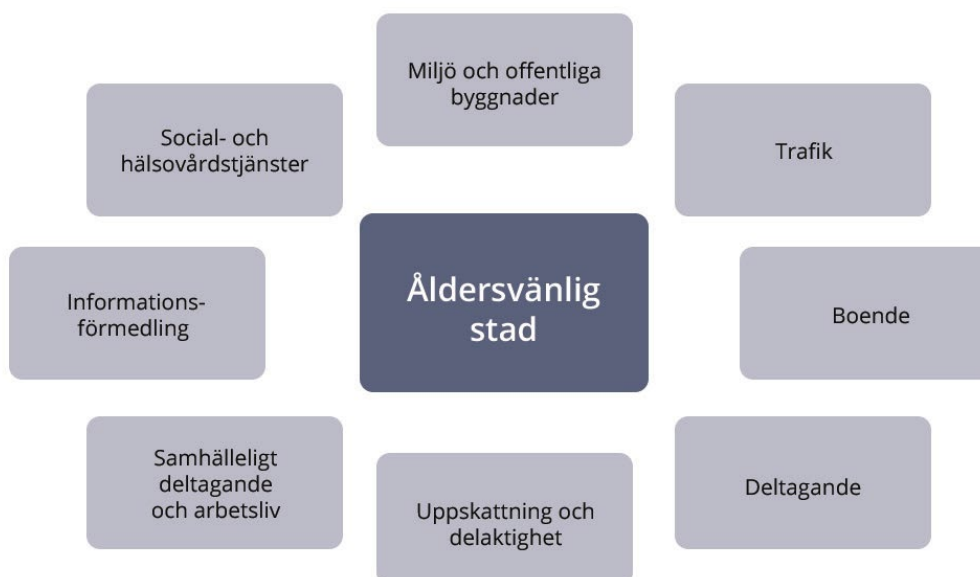 Miljö och offentliga
byggnader
Social- och
hälsovårdstjänster
Trafik
Åldersvänlig
stad
Informations-
förmedling
Boende
Samhälleligt
deltagande
och arbetsliv
Uppskattning och
delaktighet
Deltagande